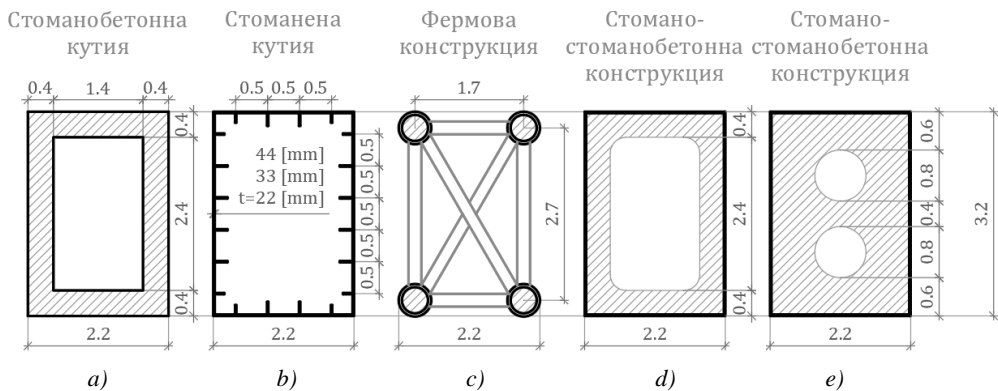 Стоманобетонна
кутия
Стоманена
кутия
Фермова
конструкция
Стомано-
стоманобетонна
конструкция
Стомано-
стоманобетонна
конструкция
0.4 1.4 0.4
0.4
2.4
0.4
2.2
0.5 0.5 0.5
44 [mm]
33 [mm]
t=22 [mm]
0.5
0.5
0.5
0.5
0.5
2.2
1.7
2.7
2.2
0.4
2.4
0.4
2.2
0.6
0.8
0.4
0.8
0.6
3.2
2.2
a) b) c) d) e)